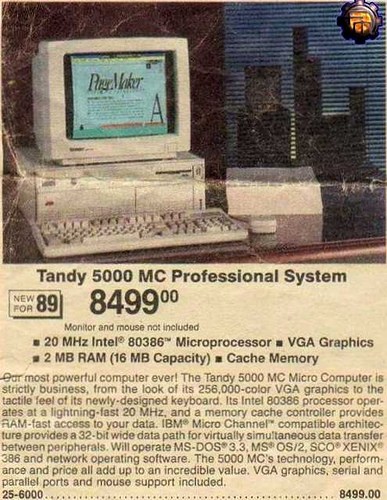 PageMaker
A
Tandy 5000 MC Professional System
NEW
FOR 89
8499⁰⁰
Monitor and mouse not included
■ 20 MHz Intel® 80386™ Microprocessor ■ VGA Graphics
■ 2 MB RAM (16 MB Capacity) ■ Cache Memory
Our most powerful computer ever! The Tandy 5000 MC Micro Computer is
strictly business, from the look of its 256,000-color VGA graphics to the
tactile feel of its newly-designed keyboard. Its Intel 80386 processor oper-
ates at a lightning-fast 20 MHz, and a memory cache controller provides
RAM-fast access to your data. IBM® Micro Channel™ compatible architec-
ture provides a 32-bit wide data path for virtually simultaneous data transfer
between peripherals. Will operate MS-DOS® 3.3, MS® OS/2, SCO® XENIX®
386 and network operating software. The 5000 MC's technology, perform-
ance and price all add up to an incredible value. VGA graphics, serial and
parallel ports and mouse support included.
25-6000 8499.00